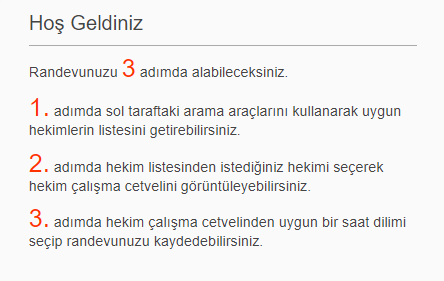 Hoş Geldiniz
Randevunuzu 3 adımda alabileceksiniz.
1. adımda sol taraftaki arama araçlarını kullanarak uygun
hekimlerin listesini getirebilirsiniz.
2. adımda hekim listesinden istediğiniz hekimi seçerek
hekim çalışma cetvelini görüntüleyebilirsiniz.
3. adımda hekim çalışma cetvelinden uygun bir saat dilimi
seçip randevunuzu kaydedebilirsiniz.